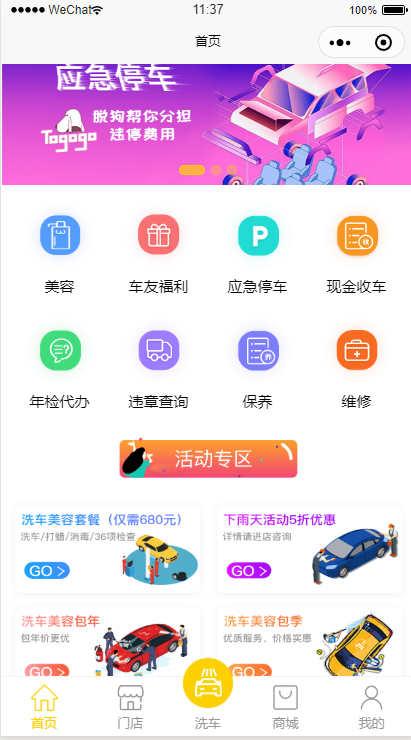 WeChat
11:37
100%
首页
应急停车
Togogo
脱狗帮你分担
违停费用
美容
车友福利
应急停车
现金收车
P
收
年检代办
违章查询
保养
维修
养
活动专区
洗车美容套餐（仅需680元）
洗车/打蜡/消毒/36项检查
GO >
下雨天活动5折优惠
详情请进店咨询
GO >
洗车美容包年
包年价更优
GO >
洗车美容包季
优质服务、价格实惠
GO >
首页
门店
洗车
商城
我的